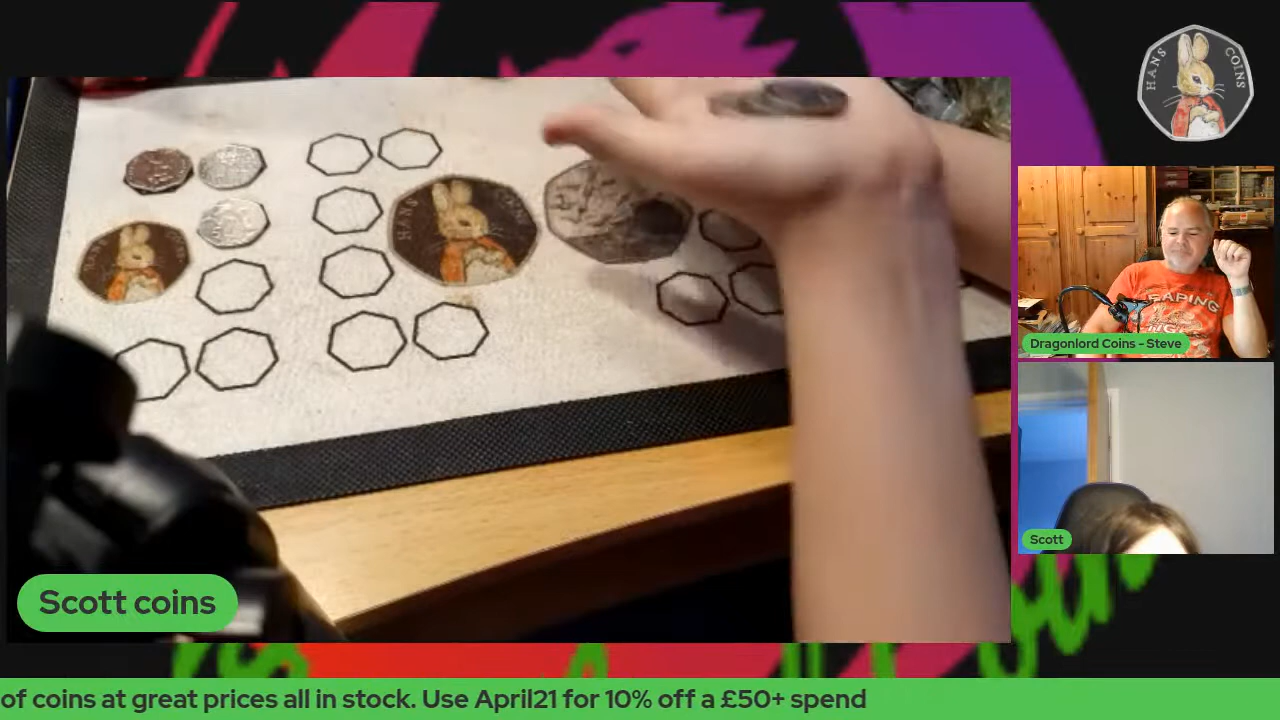 HANS COINS
HANS
Dragonlord Coins - Steve
Scott
Scott coins
of coins at great prices all in stock. Use April21 for 10% off a £50+ spend